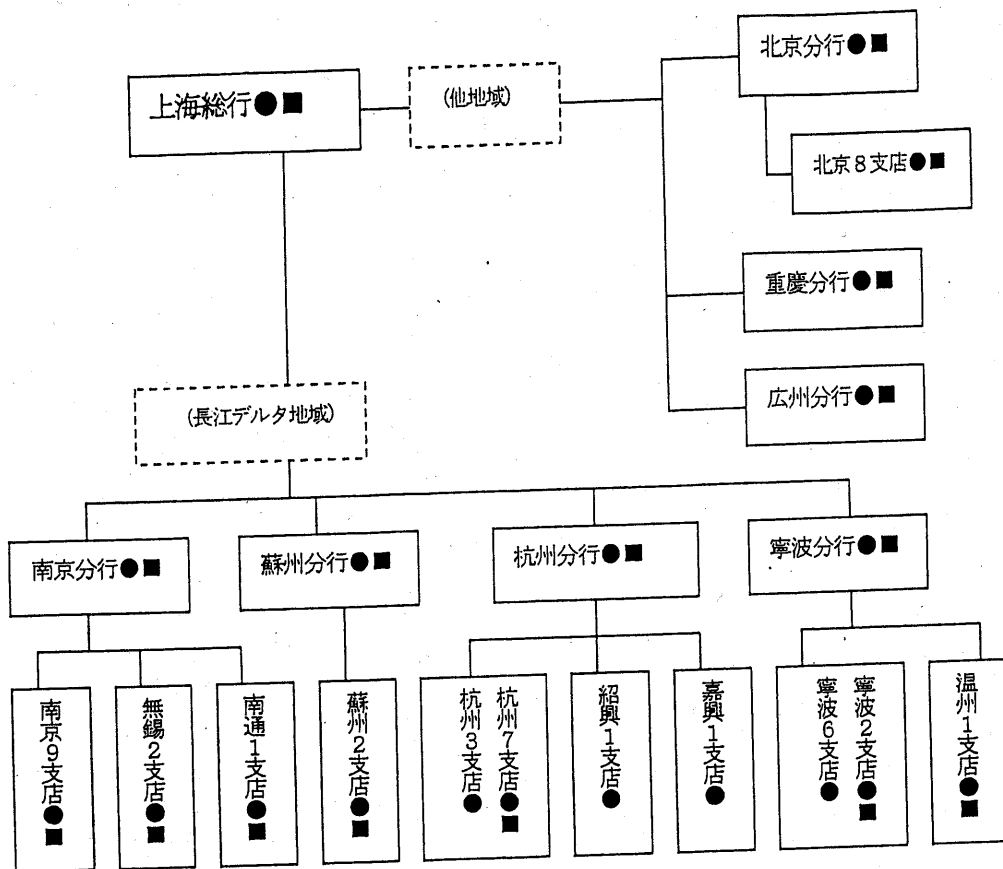 上海総行●■
(他地域)
北京分行●■
北京8支店●■
重慶分行●■
広州分行●■
(長江デルタ地域)
南京分行●■
蘇州分行●■
杭州分行●■
寧波分行●■
南京9支店●■
無錫2支店●■
南通1支店●■
蘇州2支店●■
杭州7支店●■
杭州3支店●
紹興1支店●
嘉興1支店●
寧波2支店●■
寧波6支店●
温州1支店●■